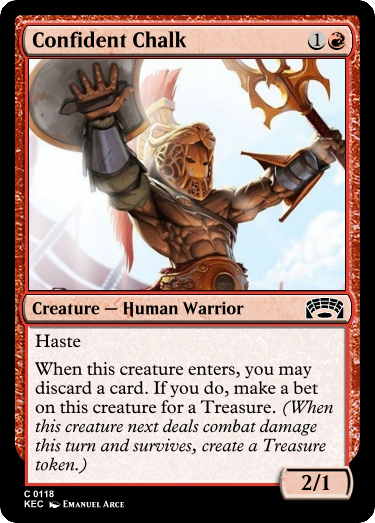 Confident Chalk
1
Creature — Human Warrior
Haste
When this creature enters, you may
discard a card. If you do, make a bet
on this creature for a Treasure. (When
this creature next deals combat damage
this turn and survives, create a Treasure
token.)
2/1
C 0118
KEC Emanuel Arce